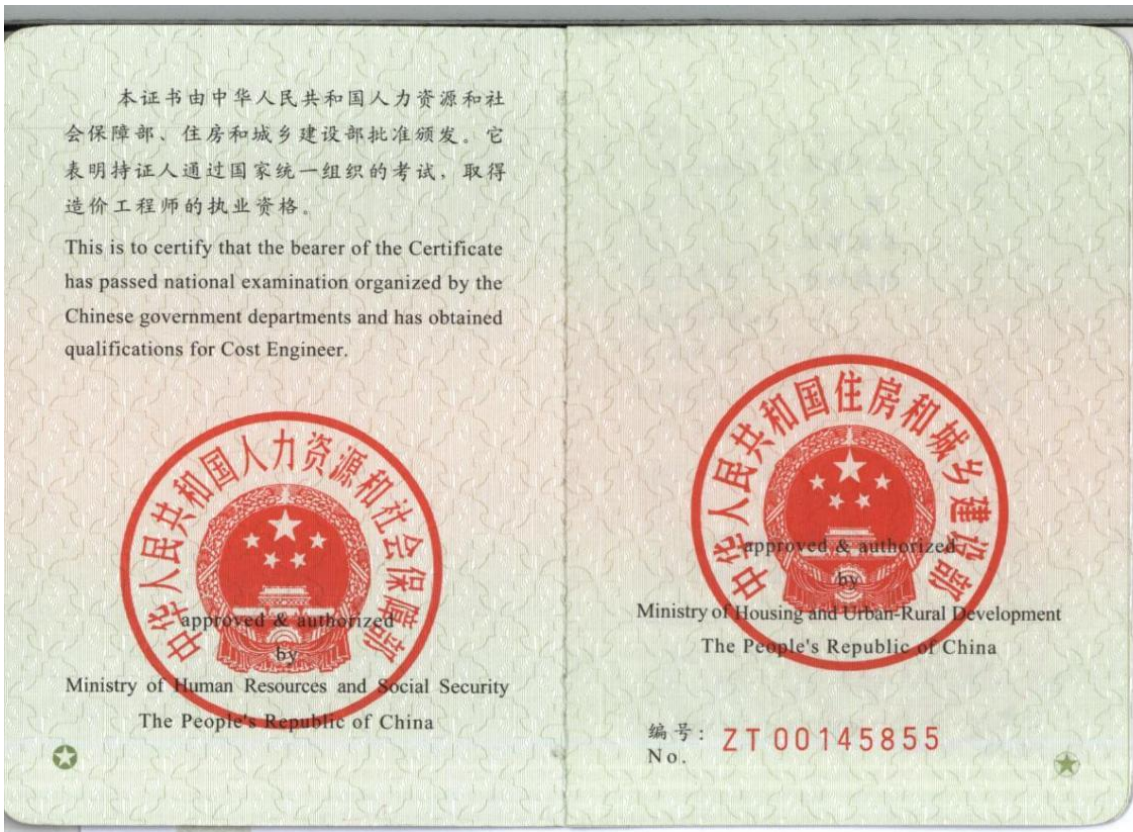 本证书由中华人民共和国人力资源和社
会保障部、住房和城乡建设部批准颁发。它
表明持证人通过国家统一组织的考试，取得
造价工程师的执业资格。
This is to certify that the bearer of the Certificate
has passed national examination organized by the
Chinese government departments and has obtained
qualifications for Cost Engineer.
中华人民共和国人力资源和社会保障部
approved & authorized
by
Ministry of Human Resources and Social Security
The People's Republic of China
中华人民共和国住房和城乡建设部
approved & authorized
by
Ministry of Housing and Urban-Rural Development
The People's Republic of China
编号: ZT00145855
No.